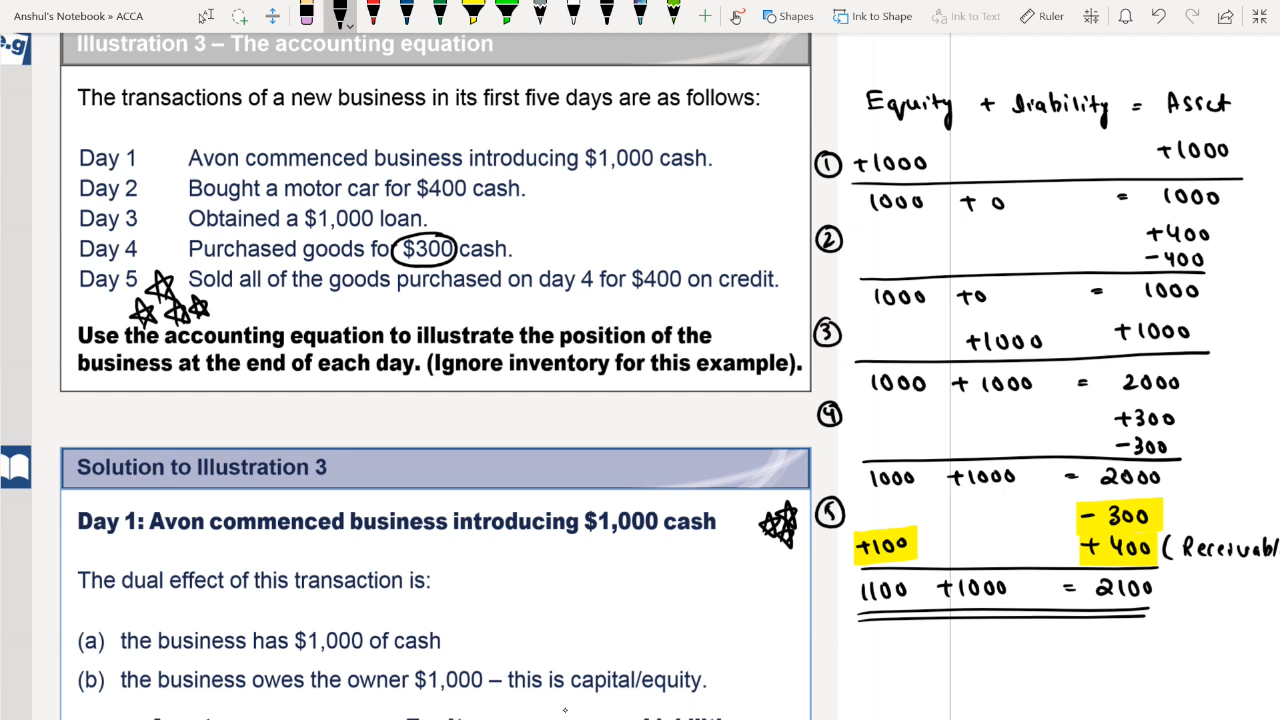 Anshul's Notebook » ACCA
Shapes
Ink to Shape
Ink to Text
Ruler
e.g
Illustration 3 – The accounting equation
The transactions of a new business in its first five days are as follows:
Day 1 Avon commenced business introducing $1,000 cash.
Day 2 Bought a motor car for $400 cash.
Day 3 Obtained a $1,000 loan.
Day 4 Purchased goods for $300 cash.
Day 5 Sold all of the goods purchased on day 4 for $400 on credit.
Use the accounting equation to illustrate the position of the
business at the end of each day. (Ignore inventory for this example).
Solution to Illustration 3
Day 1: Avon commenced business introducing $1,000 cash
The dual effect of this transaction is:
(a) the business has $1,000 of cash
(b) the business owes the owner $1,000 – this is capital/equity.
Equity + Liability = Asset
① +1000 +1000
1000 + 0 = 1000
② +400
-400
1000 +0 = 1000
③ +1000 +1000
1000 + 1000 = 2000
④ +300
-300
1000 +1000 = 2000
⑤ - 300
+100 + 400 (Receivabl
1100 +1000 = 2100